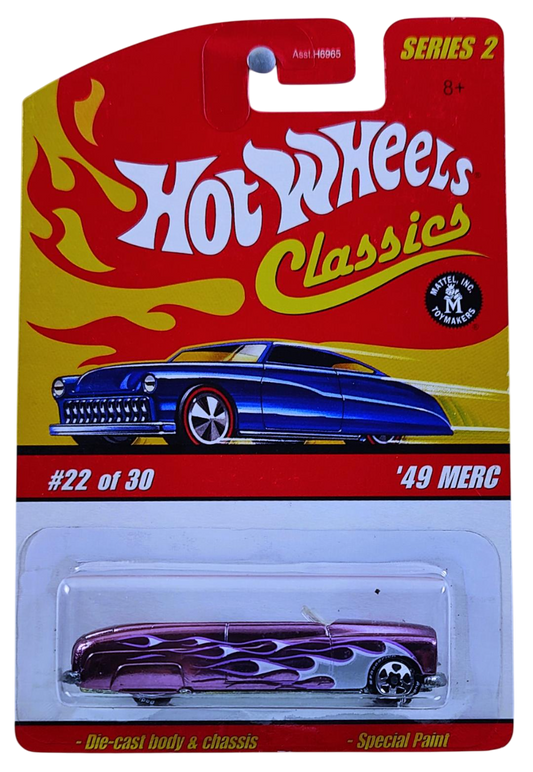 Asst.H6965
SERIES 2
8+
HOT WHEELS
Classics
MATTEL, INC.
M
TOYMAKERS
#22 of 30
'49 MERC
- Die-cast body & chassis
- Special Paint